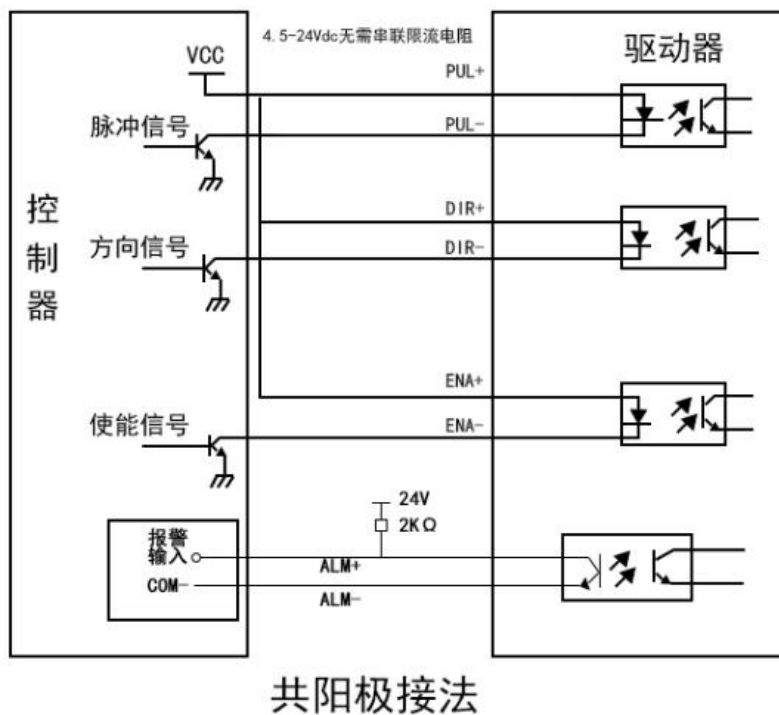 4.5-24Vdc无需串联限流电阻
驱动器
VCC
PUL+
脉冲信号
PUL-
控制器
DIR+
方向信号
DIR-
ENA+
使能信号
ENA-
24V
2KΩ
报警
输入
ALM+
COM-
ALM-
共阳极接法